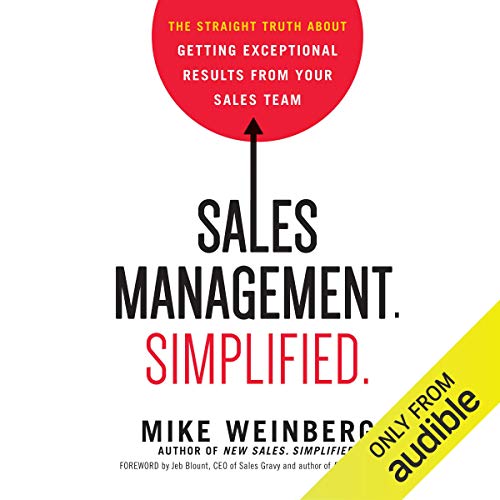 THE STRAIGHT TRUTH ABOUT
GETTING EXCEPTIONAL
RESULTS FROM YOUR
SALES TEAM
SALES
MANAGEMENT.
SIMPLIFIED.
MIKE WEINBERG
AUTHOR OF NEW SALES. SIMPLIFIED
FOREWORD by Jeb Blount, CEO of Sales Gravy and author of
ONLY FROM
audible